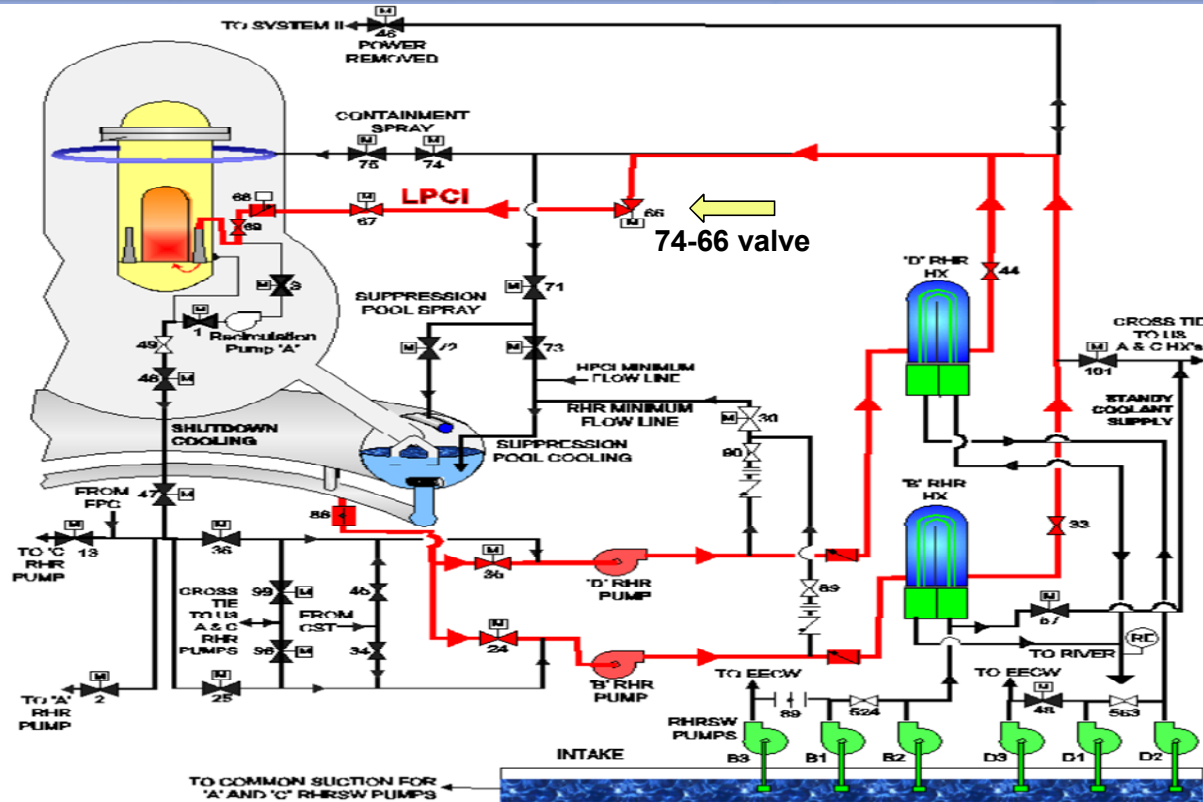 TO SYSTEM II
M
46
POWER
REMOVED
CONTAINMENT
SPRAY
M
M
75
74
LPCI
68
M
67
66
M
74-66 valve
69
M
71
'D' RHR
HX
44
SUPPRESSION
POOL SPRAY
M
3
M
1
Recirculation
Pump 'A'
49
M
72
M
73
CROSS TIE
TO U3
A & C HX's
M
101
HPCI MINIMUM
FLOW LINE
48
M
STANDY
COOLANT
SUPPLY
RHR MINIMUM
FLOW LINE
M
30
SHUTDOWN
COOLING
SUPPRESSION
POOL COOLING
90
'B' RHR
HX
FROM
FPC
47
M
88
33
M
13
TO 'C'
RHR
PUMP
M
36
M
35
'D' RHR
PUMP
CROSS
TIE
TO U3
A & C
RHR
PUMPS
99
M
FROM
CST
45
89
M
57
M
24
98
M
34
TO RIVER
RE
M
2
TO 'A'
RHR
PUMP
M
25
'B' RHR
PUMP
TO EECW
TO EECW
89
524
M
48
563
RHRSW
PUMPS
INTAKE
B3
B1
B2
D3
D1
D2
TO COMMON SUCTION FOR
'A' AND 'C' RHRSW PUMPS